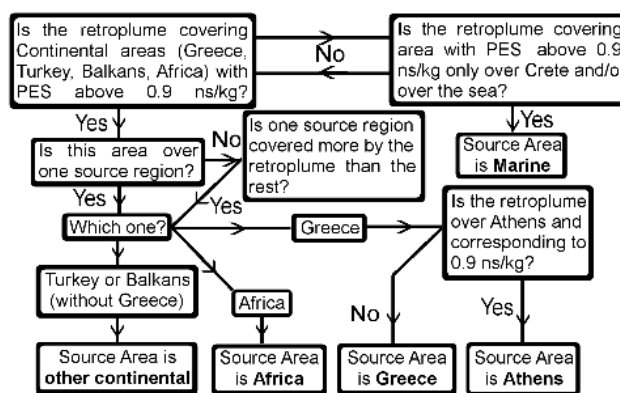 Is the retroplume covering
Continental areas (Greece,
Turkey, Balkans, Africa) with
PES above 0.9 ns/kg?
No
Is the retroplume covering
area with PES above 0.9
ns/kg only over Crete and/o
over the sea?
Yes
Is this area over
one source region?
No
Is one source region
covered more by the
retroplume than the
rest?
Yes
Source Area
is Marine
Yes
Which one?
Yes
Greece
Is the retroplume
over Athens and
corresponding to
0.9 ns/kg?
Turkey or Balkans
(without Greece)
Africa
No
Yes
Source Area is
other continental
Source Area
is Africa
Source Area
is Greece
Source Area
is Athens